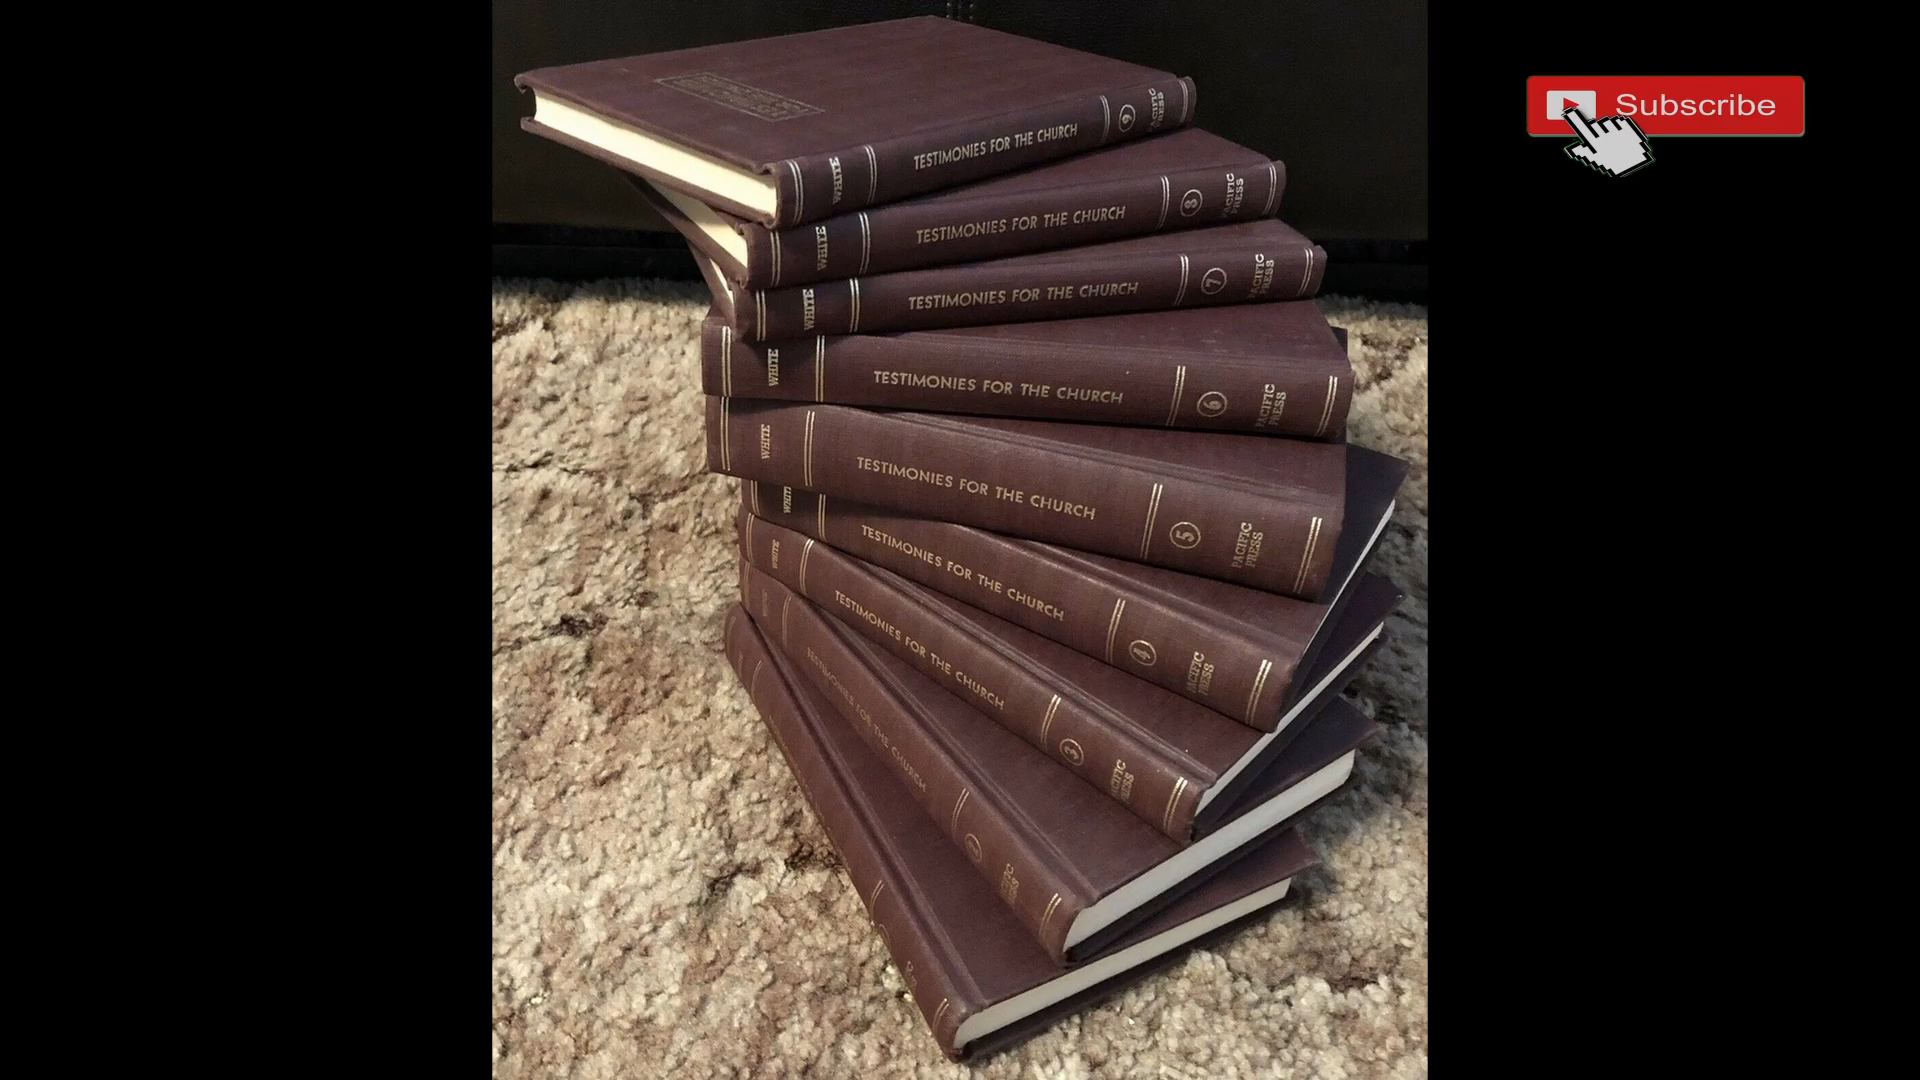 Subscribe
WHITE TESTIMONIES FOR THE CHURCH 9 PACIFIC PRESS
WHITE TESTIMONIES FOR THE CHURCH 8 PACIFIC PRESS
WHITE TESTIMONIES FOR THE CHURCH 7 PACIFIC PRESS
WHITE TESTIMONIES FOR THE CHURCH 6 PACIFIC PRESS
WHITE TESTIMONIES FOR THE CHURCH 5 PACIFIC PRESS
WHITE TESTIMONIES FOR THE CHURCH 4 PACIFIC PRESS
WHITE TESTIMONIES FOR THE CHURCH 3 PACIFIC PRESS
TESTIMONIES FOR THE CHURCH 2